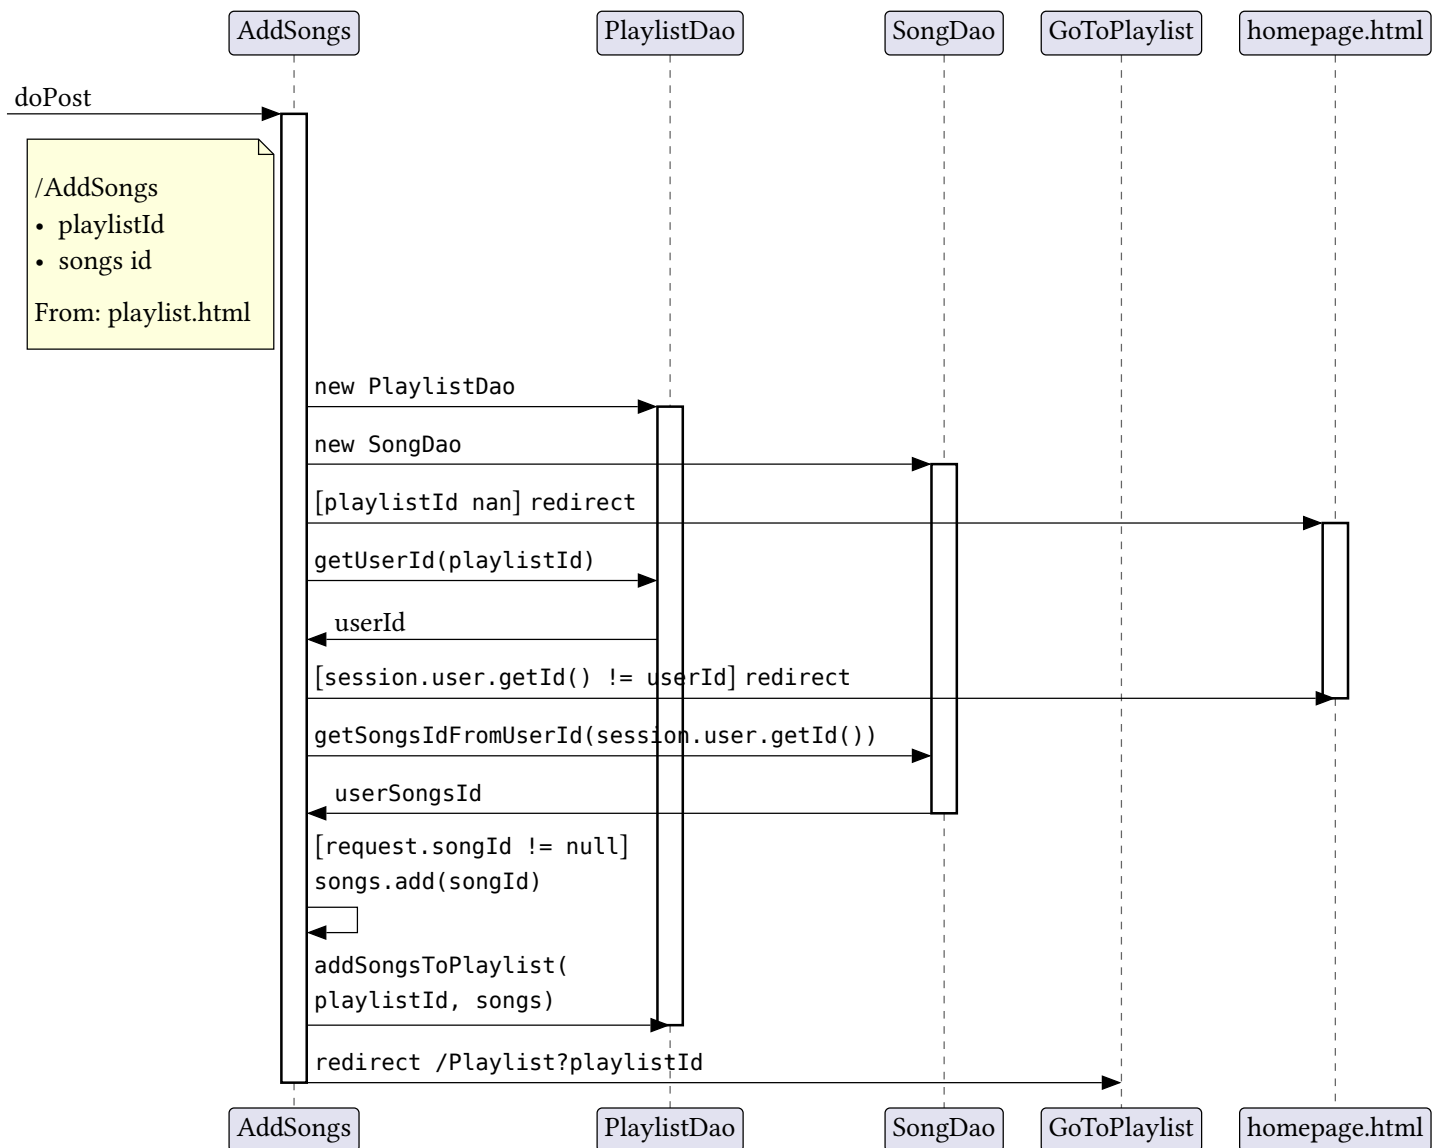 AddSongs
PlaylistDao
SongDao
GoToPlaylist
homepage.html
doPost
/AddSongs
• playlistId
• songs id
From: playlist.html
new PlaylistDao
new SongDao
[playlistId nan] redirect
getUserId(playlistId)
userId
[session.user.getId() != userId] redirect
getSongsIdFromUserId(session.user.getId())
userSongsId
[request.songId != null]
songs.add(songId)
addSongsToPlaylist(
playlistId, songs)
redirect /Playlist?playlistId
AddSongs
PlaylistDao
SongDao
GoToPlaylist
homepage.html